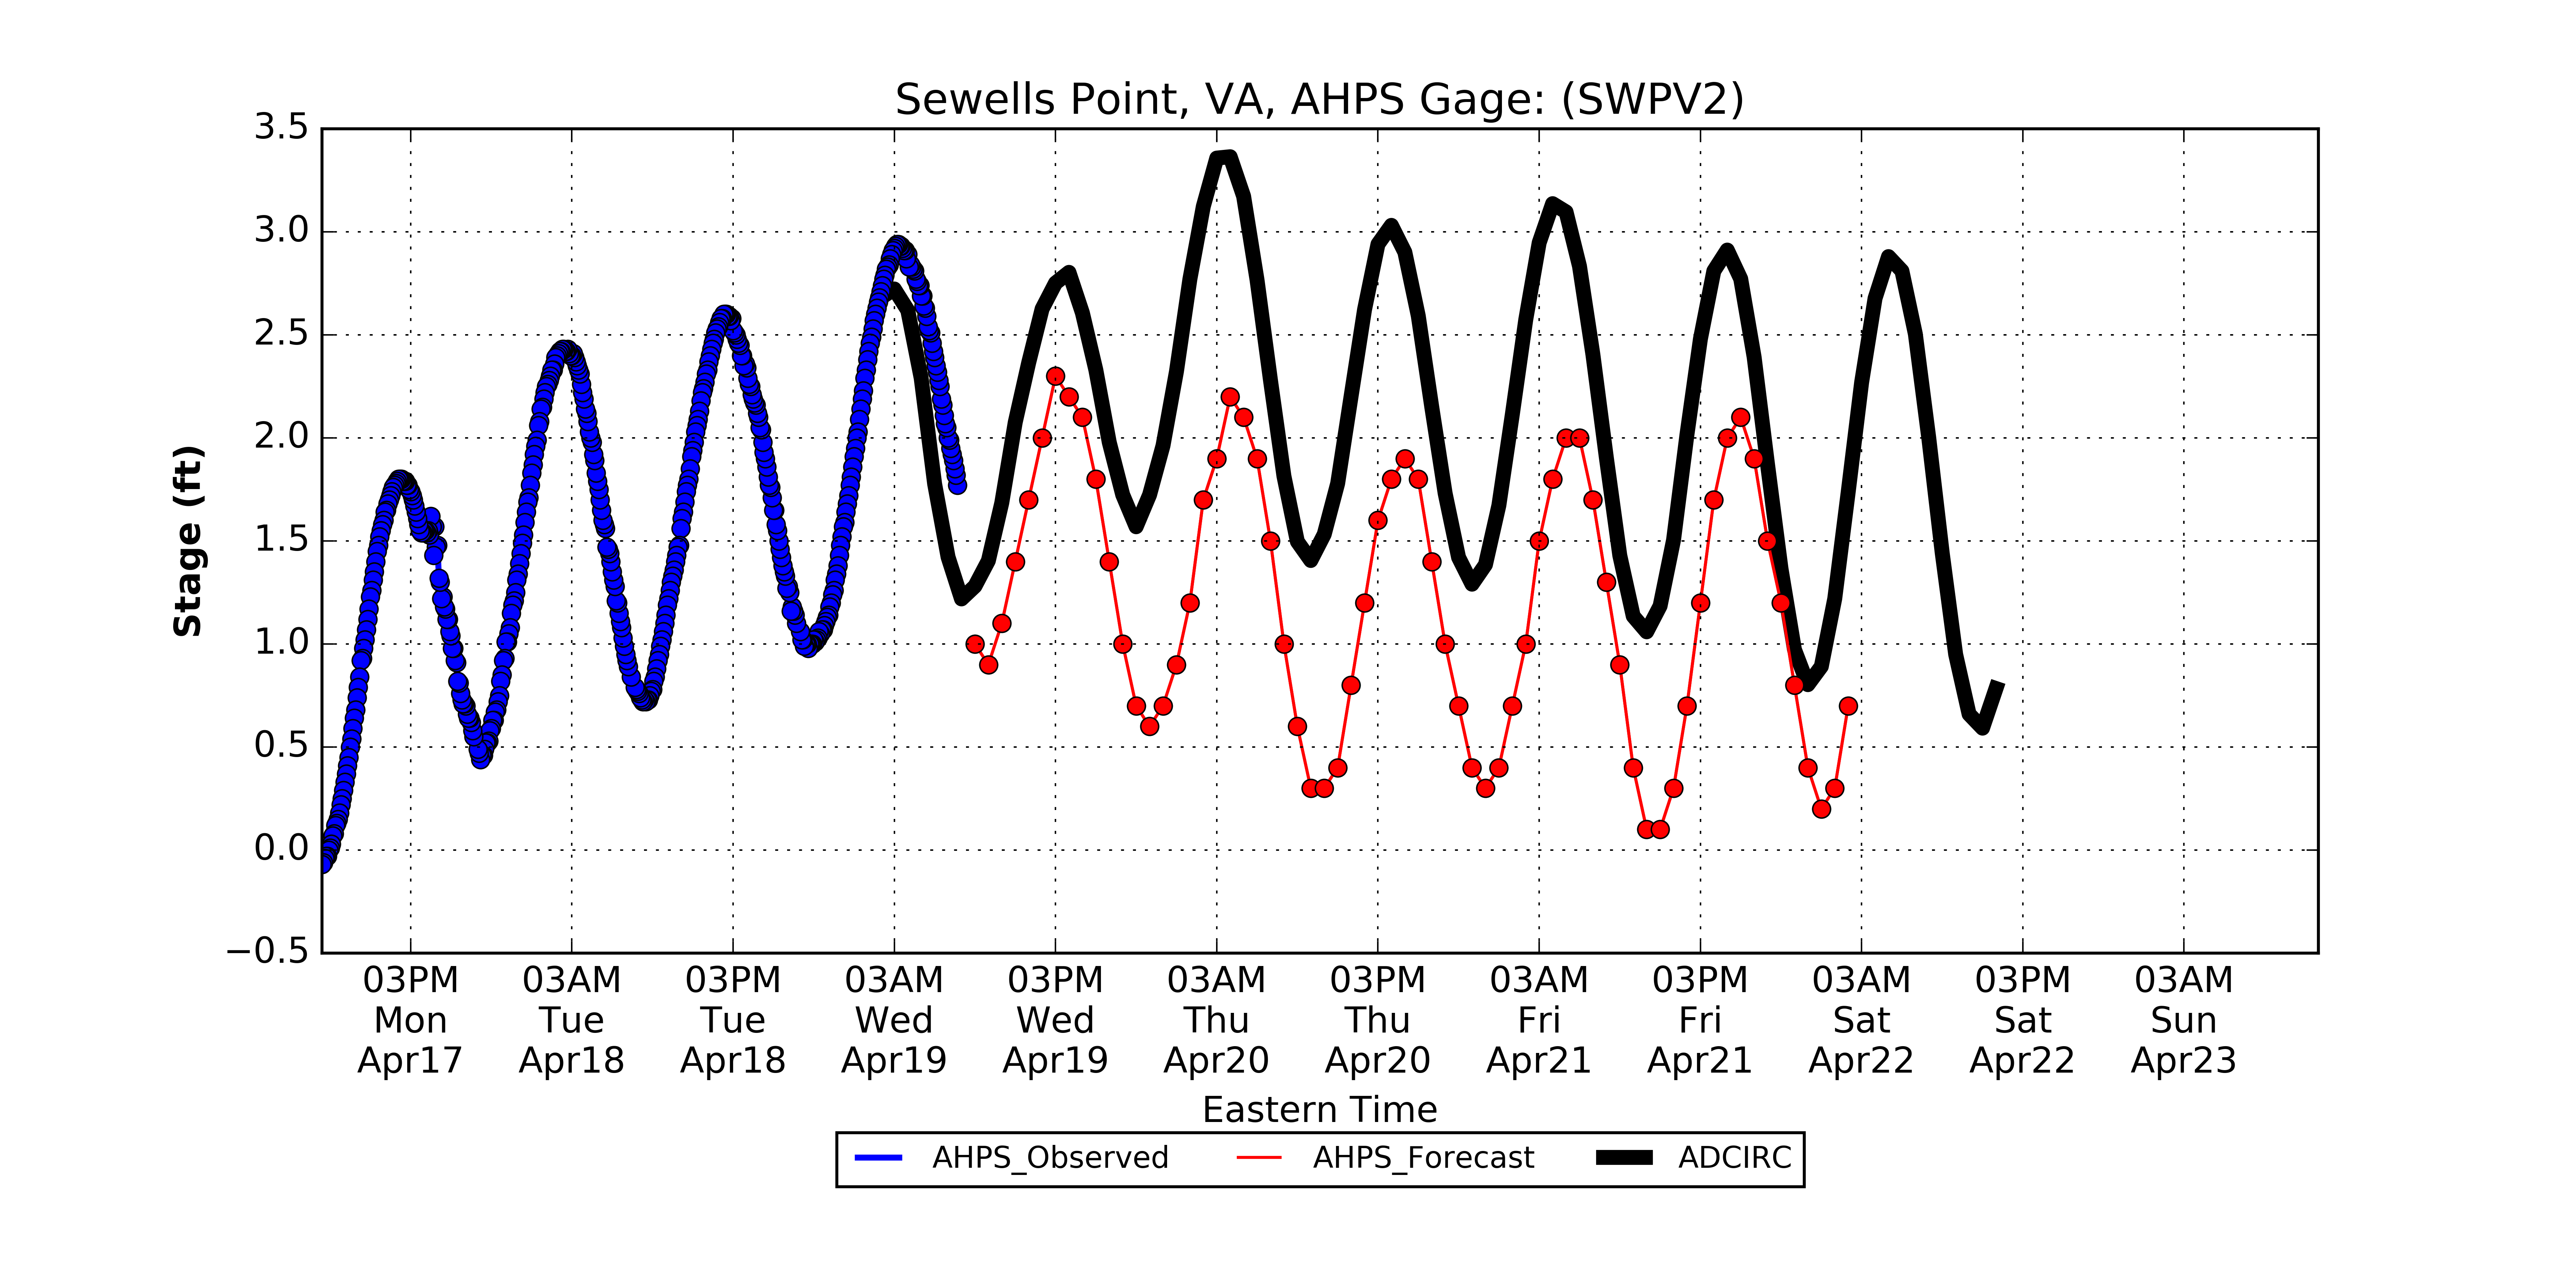 Sewells Point, VA, AHPS Gage: (SWPV2)
Stage (ft)
3.5
3.0
2.5
2.0
1.5
1.0
0.5
0.0
−0.5
03PM 03AM 03PM 03AM 03PM 03AM 03PM 03AM 03PM 03AM 03PM 03AM
Mon Tue Tue Wed Wed Thu Thu Fri Fri Sat Sat Sun
Apr17 Apr18 Apr18 Apr19 Apr19 Apr20 Apr20 Apr21 Apr21 Apr22 Apr22 Apr23
Eastern Time
AHPS_Observed AHPS_Forecast ADCIRC